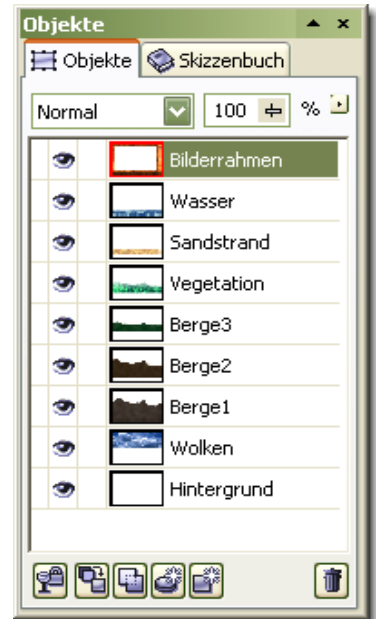 Objekte
Objekte Skizzenbuch
Normal 100 %
Bilderrahmen
Wasser
Sandstrand
Vegetation
Berge3
Berge2
Berge1
Wolken
Hintergrund